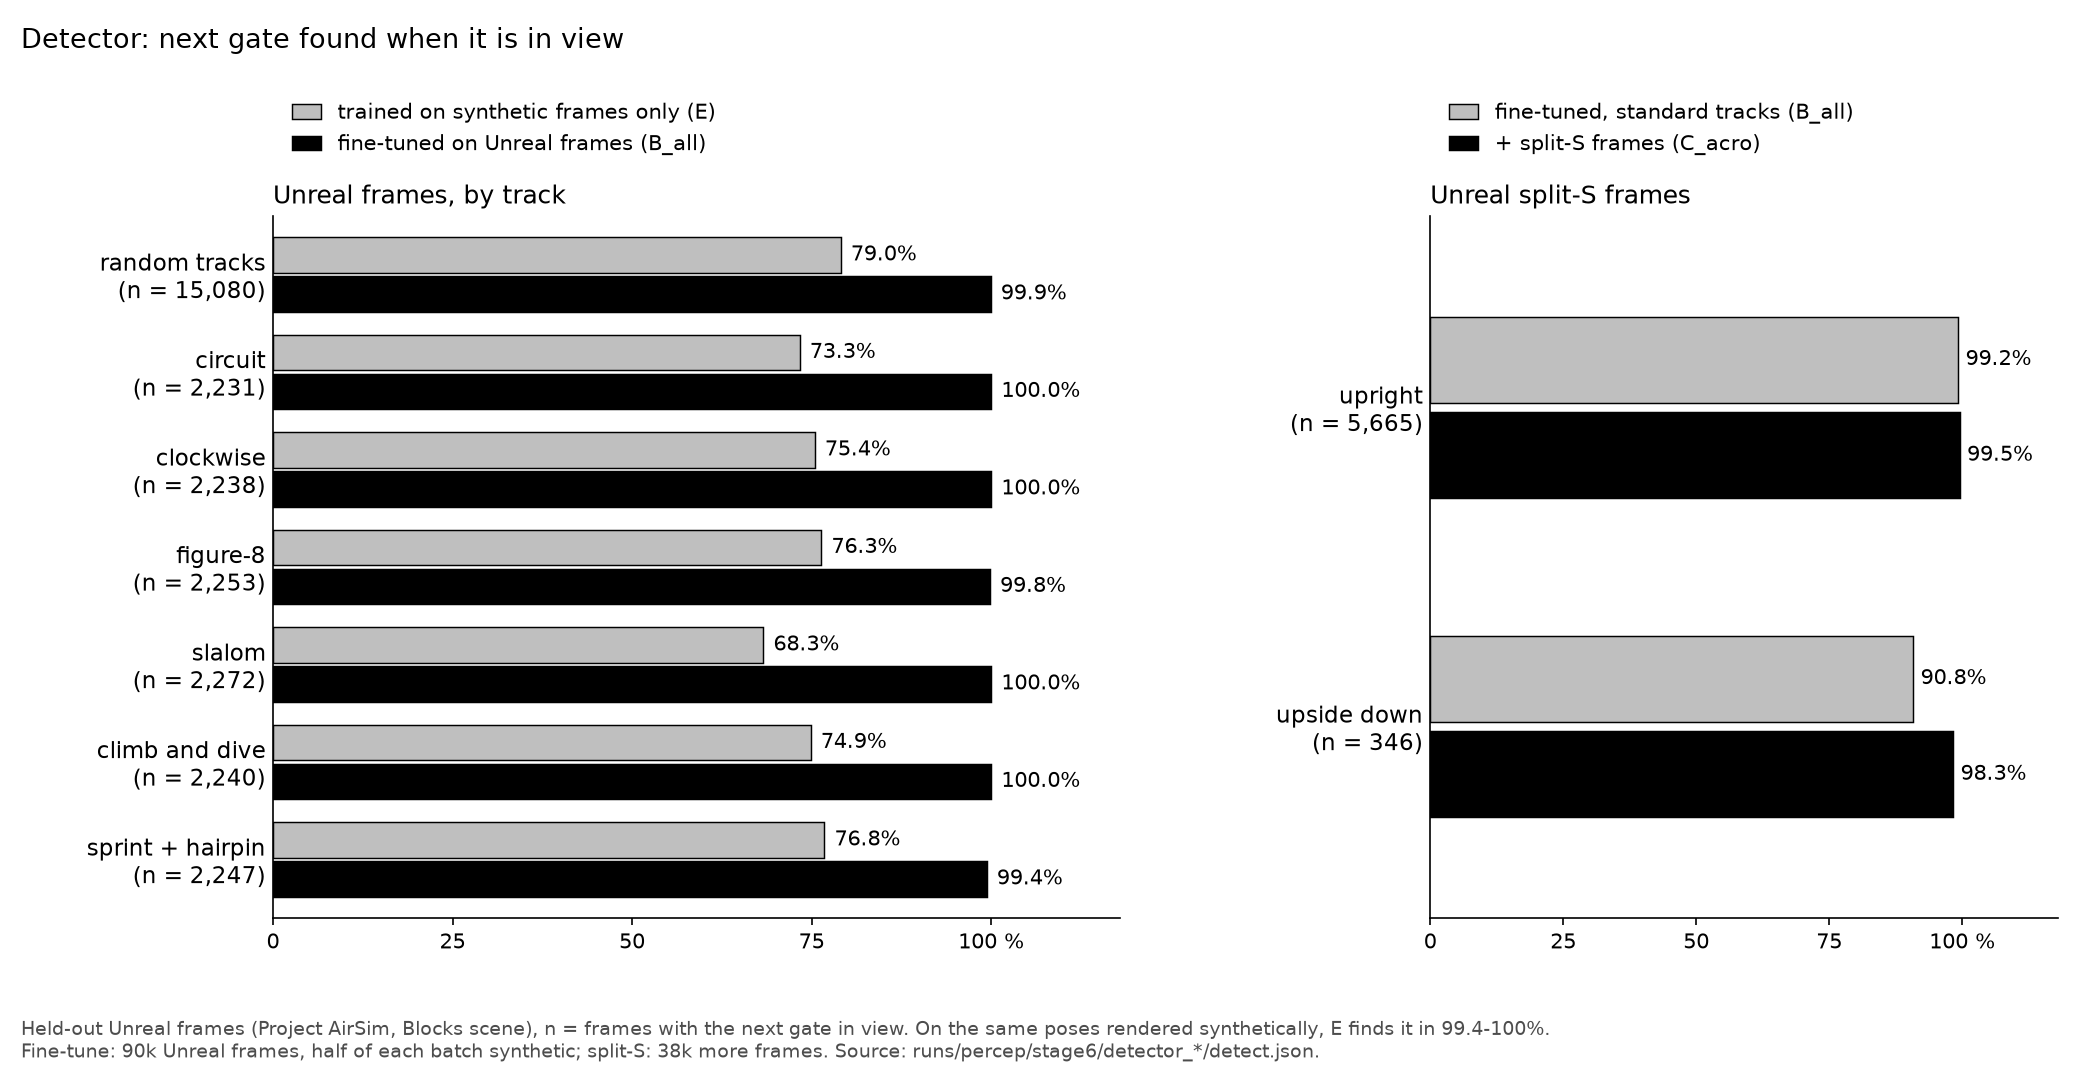 Detector: next gate found when it is in view
trained on synthetic frames only (E)
fine-tuned on Unreal frames (B_all)
Unreal frames, by track
random tracks
(n = 15,080)
79.0%
99.9%
circuit
(n = 2,231)
73.3%
100.0%
clockwise
(n = 2,238)
75.4%
100.0%
figure-8
(n = 2,253)
76.3%
99.8%
slalom
(n = 2,272)
68.3%
100.0%
climb and dive
(n = 2,240)
74.9%
100.0%
sprint + hairpin
(n = 2,247)
76.8%
99.4%
0 25 50 75 100 %
fine-tuned, standard tracks (B_all)
+ split-S frames (C_acro)
Unreal split-S frames
upright
(n = 5,665)
99.2%
99.5%
upside down
(n = 346)
90.8%
98.3%
0 25 50 75 100 %
Held-out Unreal frames (Project AirSim, Blocks scene), n = frames with the next gate in view. On the same poses rendered synthetically, E finds it in 99.4-100%.
Fine-tune: 90k Unreal frames, half of each batch synthetic; split-S: 38k more frames. Source: runs/percep/stage6/detector_*/detect.json.